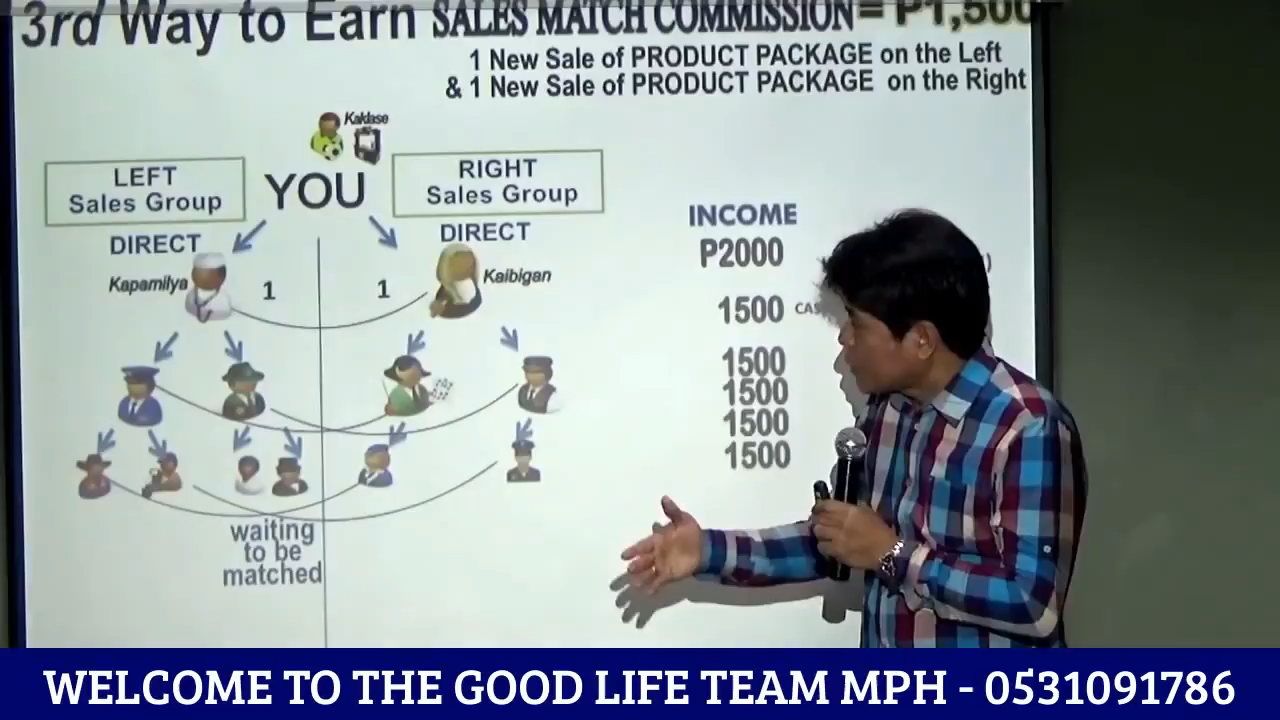 3rd Way to Earn SALES MATCH COMMISSION = P1,500
1 New Sale of PRODUCT PACKAGE on the Left
& 1 New Sale of PRODUCT PACKAGE on the Right
Kaklase
LEFT
Sales Group
YOU
RIGHT
Sales Group
DIRECT
DIRECT
Kapamilya
1
1
Kaibigan
INCOME
P2000
1500
1500
1500
1500
1500
waiting
to be
matched
WELCOME TO THE GOOD LIFE TEAM MPH - 0531091786